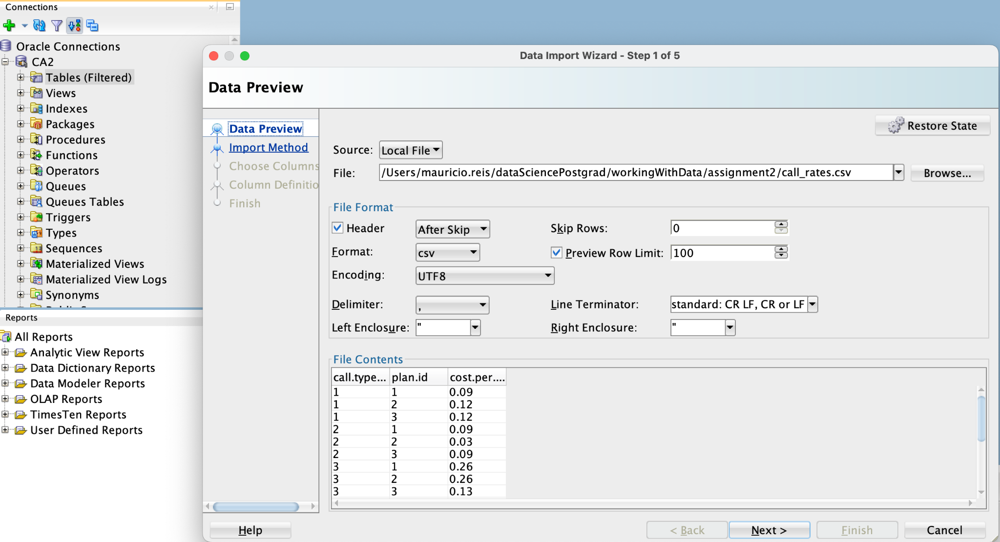 Connections
Oracle Connections
CA2
Tables (Filtered)
Views
Indexes
Packages
Procedures
Functions
Operators
Queues
Queues Tables
Triggers
Types
Sequences
Materialized Views
Materialized View Logs
Synonyms
Reports
All Reports
Analytic View Reports
Data Dictionary Reports
Data Modeler Reports
OLAP Reports
TimesTen Reports
User Defined Reports
Data Import Wizard - Step 1 of 5
Data Preview
Data Preview
Import Method
Choose Columns
Column Definitio
Finish
Restore State
Source: Local File
File: /Users/mauricio.reis/dataSciencePostgrad/workingWithData/assignment2/call_rates.csv Browse...
File Format
Header After Skip Skip Rows: 0
Format: csv Preview Row Limit: 100
Encoding: UTF8
Delimiter: , Line Terminator: standard: CR LF, CR or LF
Left Enclosure: " Right Enclosure: "
File Contents
call.type... plan.id cost.per....
1 1 0.09
1 2 0.12
1 3 0.12
2 1 0.09
2 2 0.03
2 3 0.09
3 1 0.26
3 2 0.26
3 3 0.13
Help < Back Next > Finish Cancel